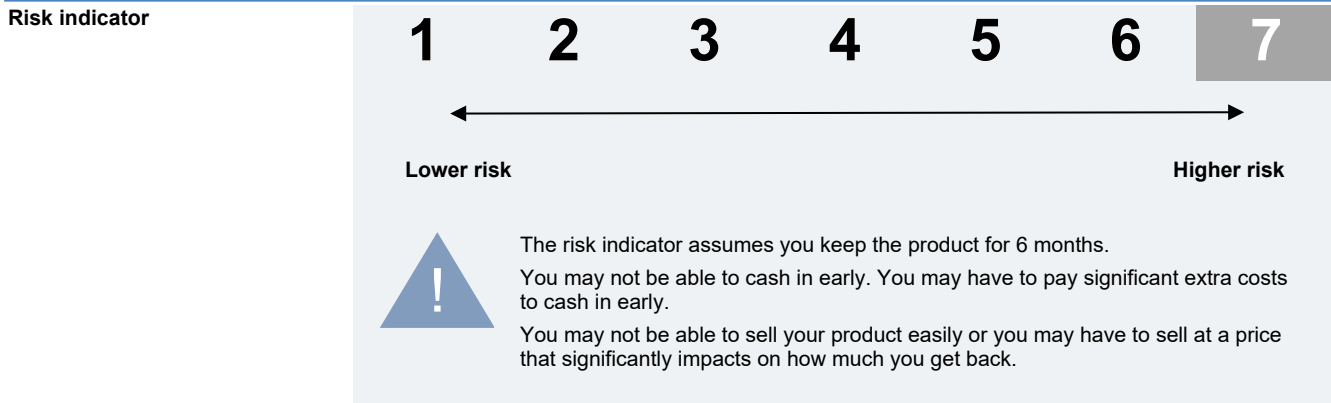 Risk indicator
1 2 3 4 5 6 7
Lower risk Higher risk
!
The risk indicator assumes you keep the product for 6 months.
You may not be able to cash in early. You may have to pay significant extra costs
to cash in early.
You may not be able to sell your product easily or you may have to sell at a price
that significantly impacts on how much you get back.